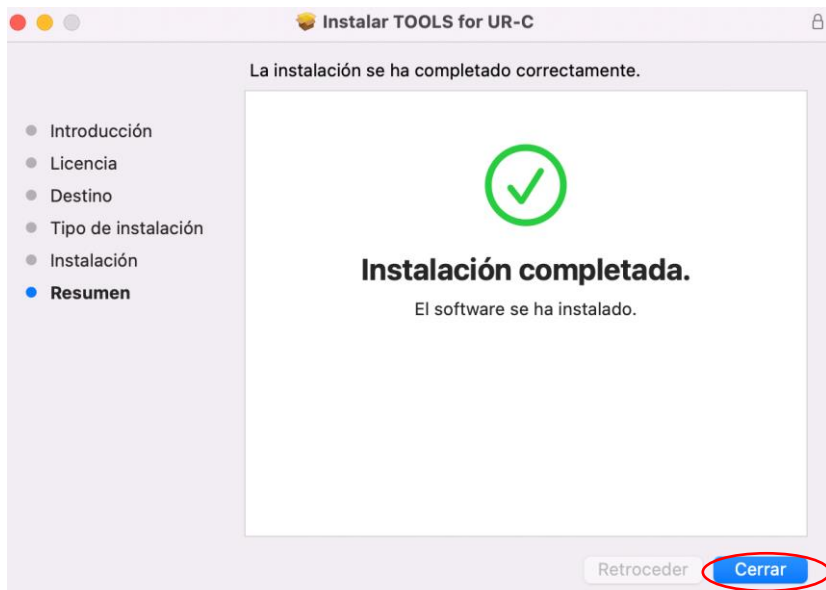 Instalar TOOLS for UR-C
La instalación se ha completado correctamente.
Introducción
Licencia
Destino
Tipo de instalación
Instalación
Resumen
Instalación completada.
El software se ha instalado.
Retroceder
Cerrar